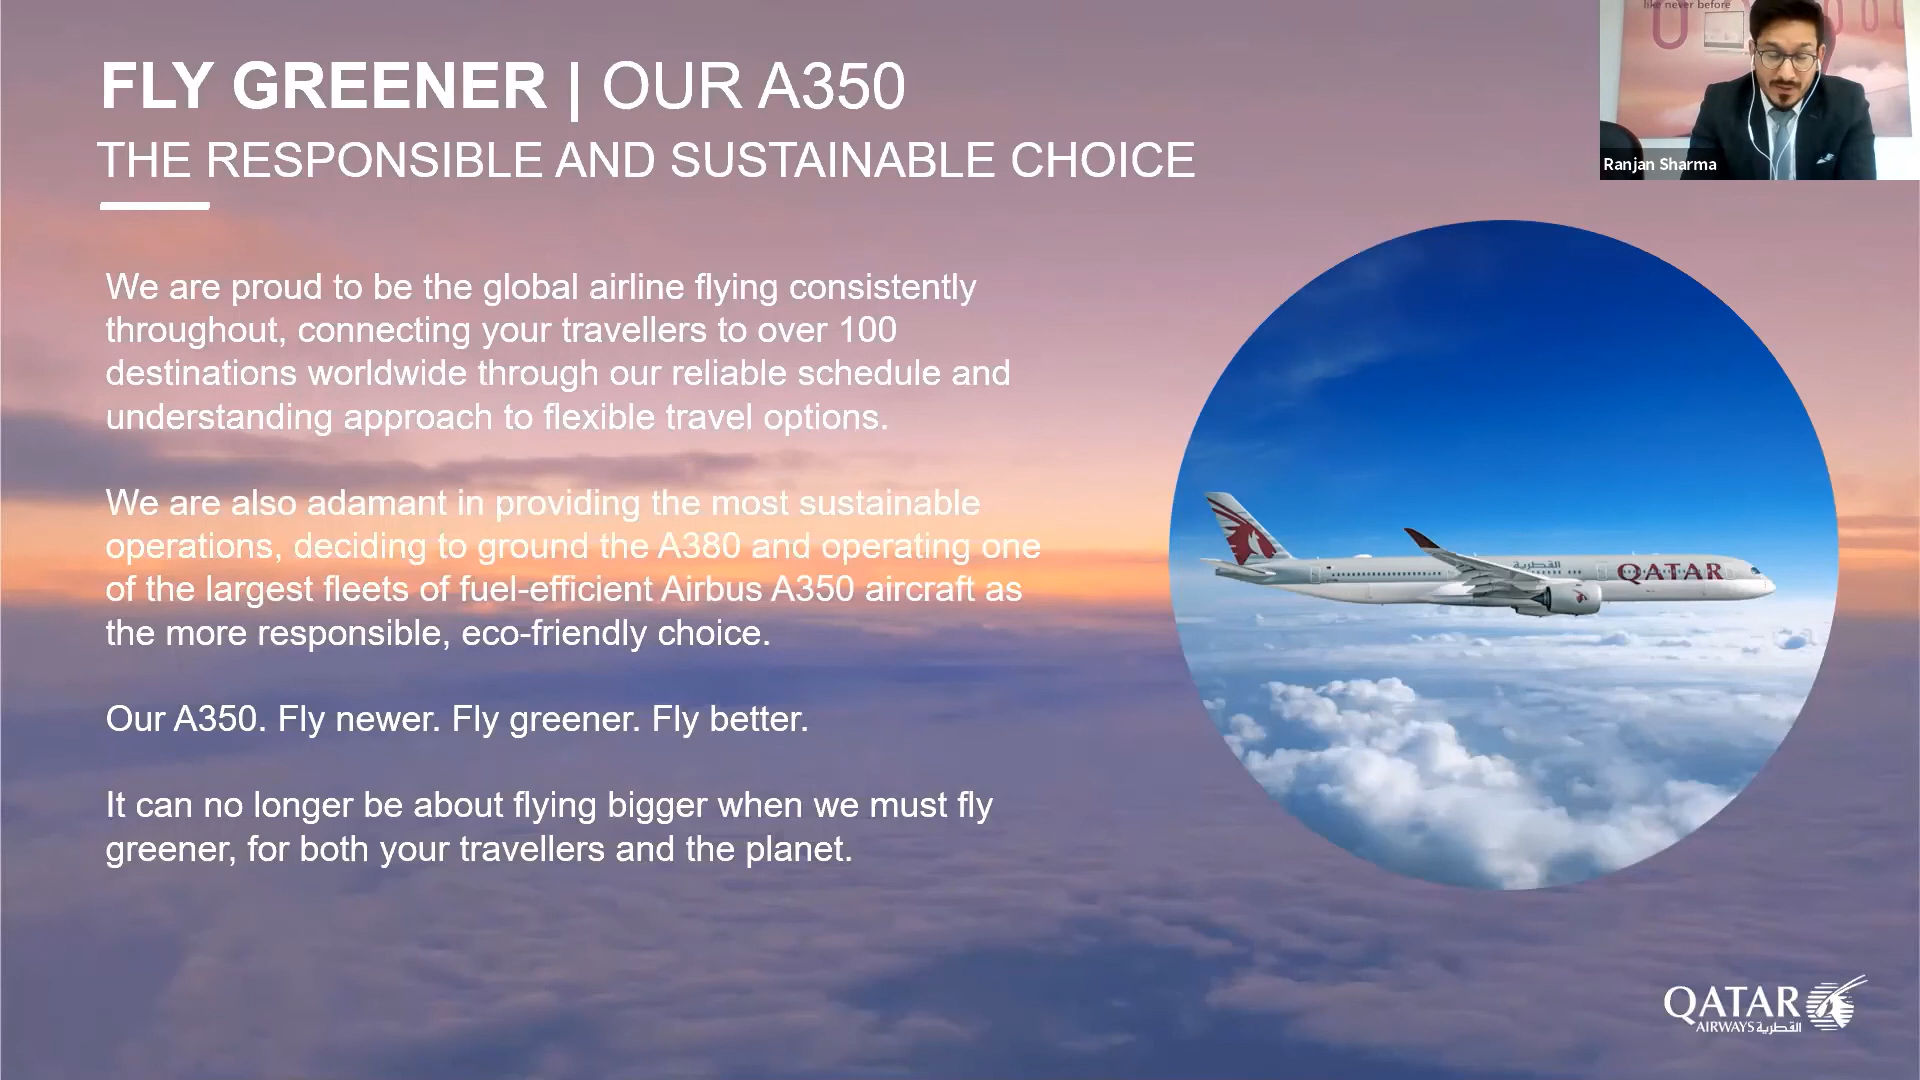 like never before
FLY GREENER | OUR A350
THE RESPONSIBLE AND SUSTAINABLE CHOICE
Ranjan Sharma
We are proud to be the global airline flying consistently
throughout, connecting your travellers to over 100
destinations worldwide through our reliable schedule and
understanding approach to flexible travel options.
We are also adamant in providing the most sustainable
operations, deciding to ground the A380 and operating one
of the largest fleets of fuel-efficient Airbus A350 aircraft as
the more responsible, eco-friendly choice.
Our A350. Fly newer. Fly greener. Fly better.
It can no longer be about flying bigger when we must fly
greener, for both your travellers and the planet.
القطرية
QATAR
QATAR
AIRWAYS القطرية